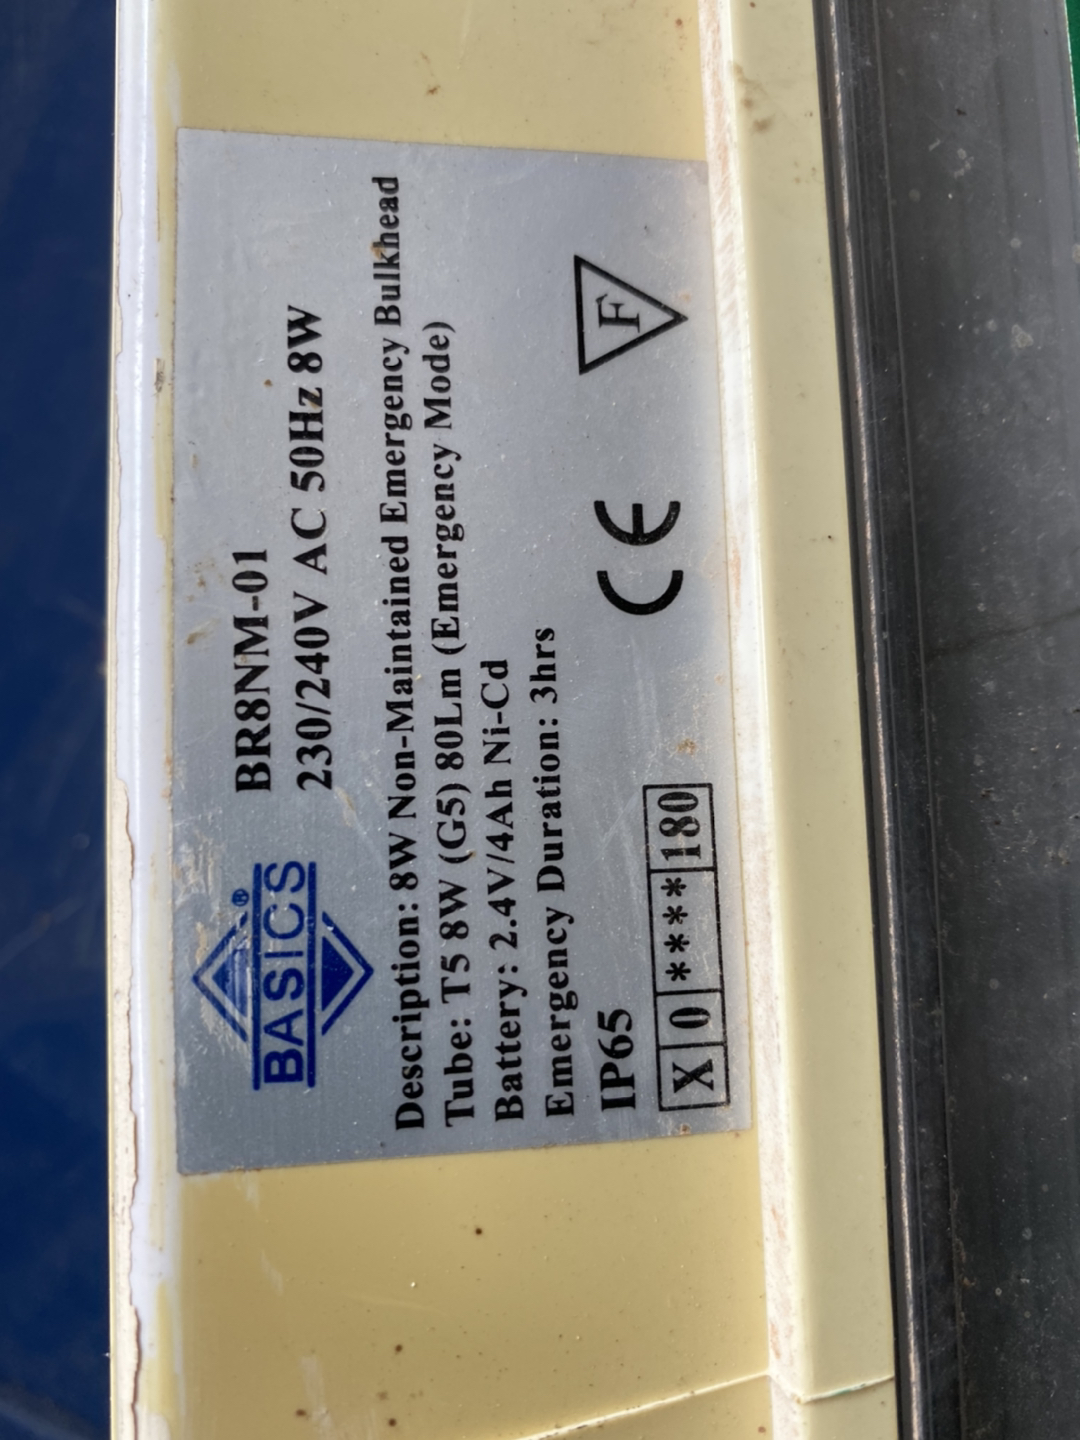 BASICS®
BR8NM-01
230/240V AC 50Hz 8W
Description: 8W Non-Maintained Emergency Bulkhead
Tube: T5 8W (G5) 80Lm (Emergency Mode)
Battery: 2.4V/4Ah Ni-Cd
Emergency Duration: 3hrs
IP65
X 0 **** 180
CE
F